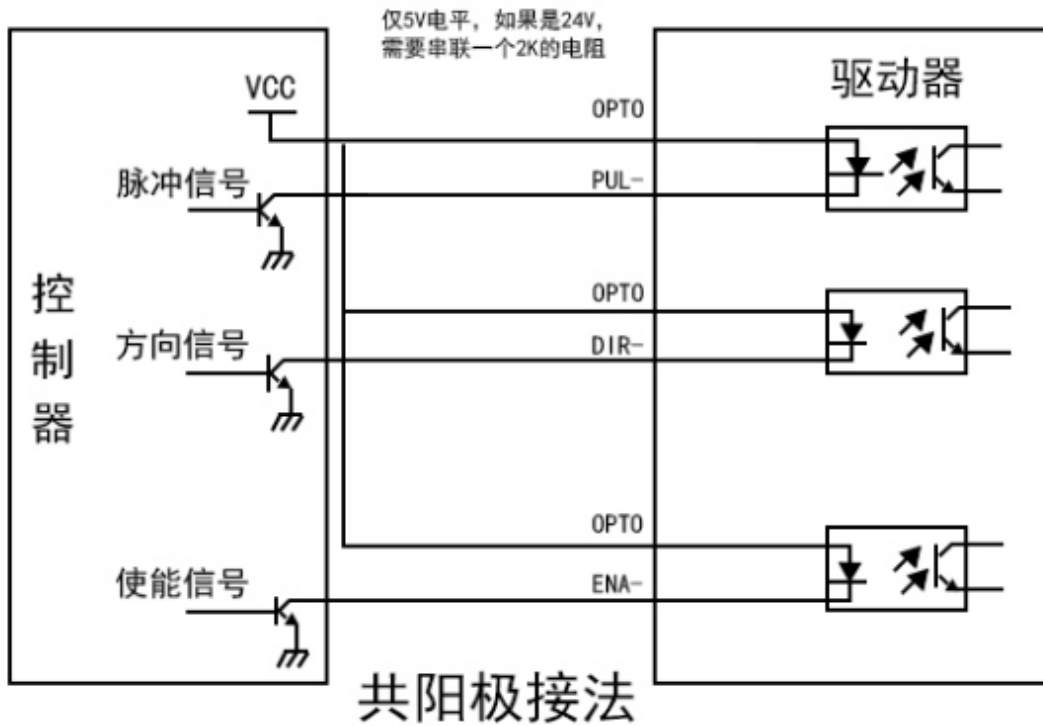 仅5V电平，如果是24V，
需要串联一个2K的电阻
驱动器
VCC
OPTO
脉冲信号
PUL-
控制器
OPTO
方向信号
DIR-
OPTO
使能信号
ENA-
共阳极接法